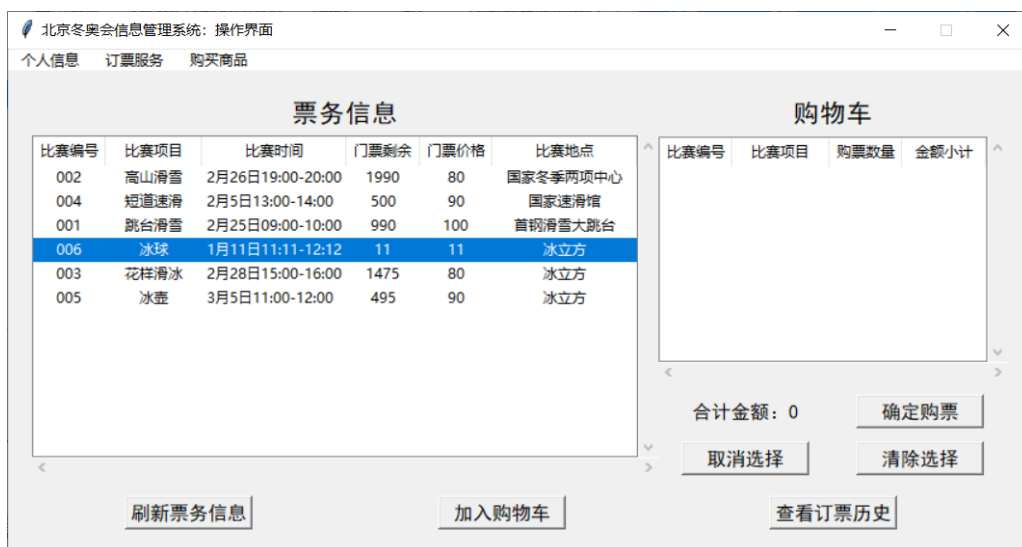 北京冬奥会信息管理系统：操作界面
个人信息 订票服务 购买商品
票务信息
比赛编号 比赛项目 比赛时间 门票剩余 门票价格 比赛地点
002 高山滑雪 2月26日19:00-20:00 1990 80 国家冬季两项中心
004 短道速滑 2月5日13:00-14:00 500 90 国家速滑馆
001 跳台滑雪 2月25日09:00-10:00 990 100 首钢滑雪大跳台
006 冰球 1月11日11:11-12:12 11 11 冰立方
003 花样滑冰 2月28日15:00-16:00 1475 80 冰立方
005 冰壶 3月5日11:00-12:00 495 90 冰立方
购物车
比赛编号 比赛项目 购票数量 金额小计
合计金额：0 确定购票
取消选择 清除选择
刷新票务信息 加入购物车 查看订票历史